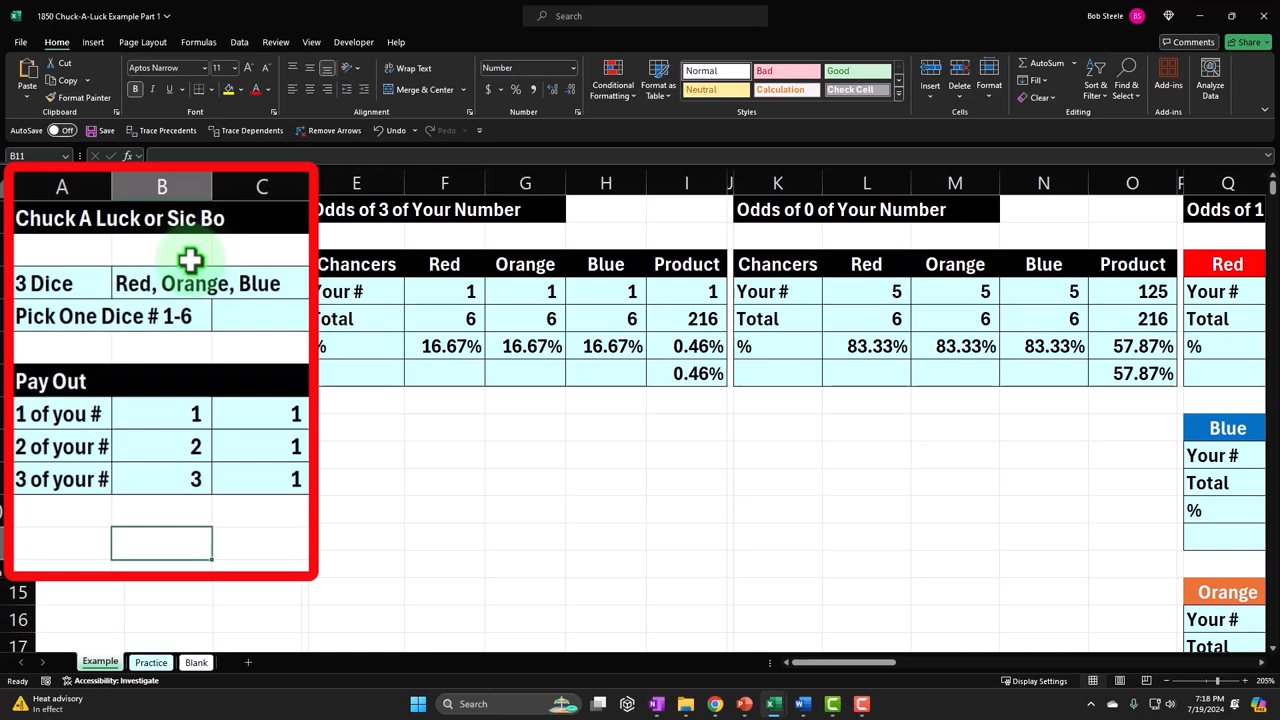 1850 Chuck-A-Luck Example Part 1
Search
Bob Steele
BS
File Home Insert Page Layout Formulas Data Review View Developer Help
Comments
Share
Paste
Cut
Copy
Format Painter
Clipboard
Aptos Narrow
11
Font
Wrap Text
Merge & Center
Alignment
Number
Number
Conditional Formatting
Format as Table
Normal Bad Good
Neutral Calculation Check Cell
Styles
Insert Delete Format
Cells
AutoSum
Fill
Clear
Sort & Filter
Find & Select
Editing
Add-ins
Add-ins
Analyze Data
AutoSave Off Save Trace Precedents Trace Dependents Remove Arrows Undo Redo
B11
fx
A B C
Chuck A Luck or Sic Bo
3 Dice Red, Orange, Blue
Pick One Dice # 1-6
Pay Out
1 of you # 1 1
2 of your # 2 1
3 of your # 3 1
E F G H I J K L M N O P Q
Odds of 3 of Your Number
Chancers Red Orange Blue Product
Your # 1 1 1 1
Total 6 6 6 216
% 16.67% 16.67% 16.67% 0.46%
0.46%
Odds of 0 of Your Number
Chancers Red Orange Blue Product
Your # 5 5 5 125
Total 6 6 6 216
% 83.33% 83.33% 83.33% 57.87%
57.87%
Odds of 1
Red
Your #
Total
%
Blue
Your #
Total
%
Orange
Your #
Total
15
16
17
Example Practice Blank
Ready
Accessibility: Investigate
Display Settings
205%
Heat advisory
In effect
Search
7:18 PM
7/19/2024